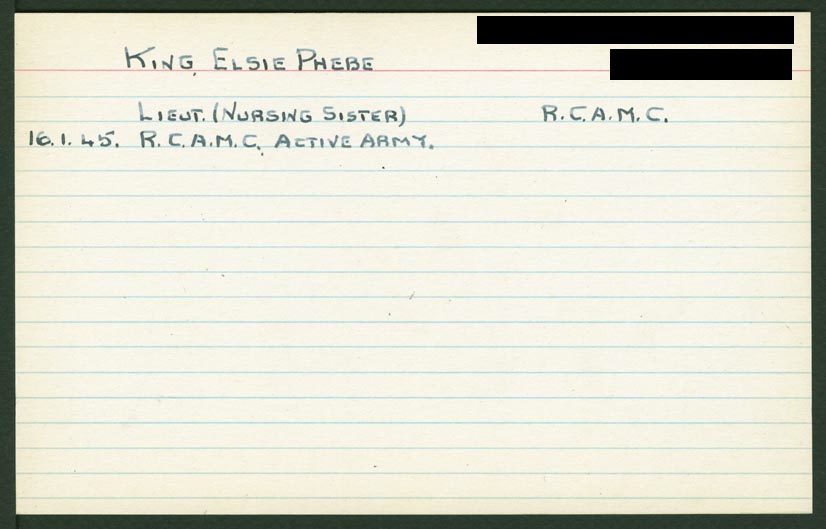 KING, ELSIE PHEBE
LIEUT. (NURSING SISTER) R.C.A.M.C.
16.1.45. R.C.A.M.C. ACTIVE ARMY.